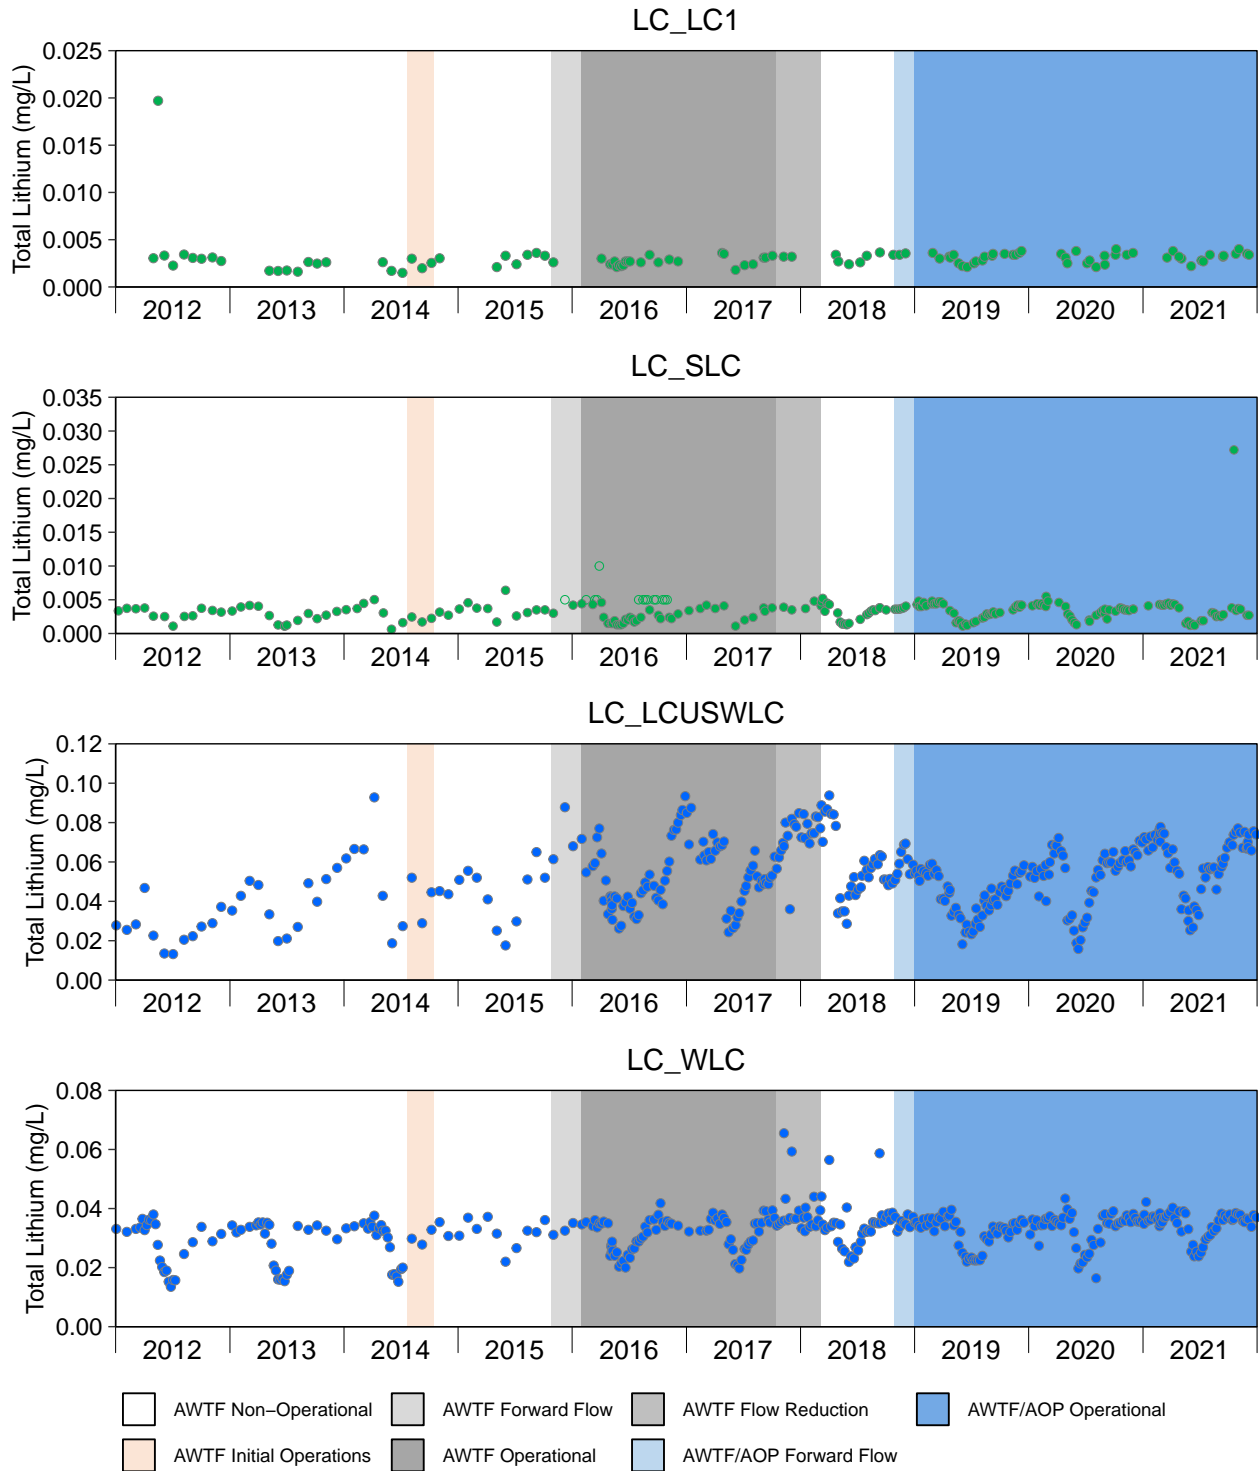 LC_LC1
Total Lithium (mg/L)
0.025
0.020
0.015
0.010
0.005
0.000
2012 2013 2014 2015 2016 2017 2018 2019 2020 2021
LC_SLC
Total Lithium (mg/L)
0.035
0.030
0.025
0.020
0.015
0.010
0.005
0.000
2012 2013 2014 2015 2016 2017 2018 2019 2020 2021
LC_LCUSWLC
Total Lithium (mg/L)
0.12
0.10
0.08
0.06
0.04
0.02
0.00
2012 2013 2014 2015 2016 2017 2018 2019 2020 2021
LC_WLC
Total Lithium (mg/L)
0.08
0.06
0.04
0.02
0.00
2012 2013 2014 2015 2016 2017 2018 2019 2020 2021
AWTF Non−Operational AWTF Forward Flow AWTF Flow Reduction AWTF/AOP Operational
AWTF Initial Operations AWTF Operational AWTF/AOP Forward Flow